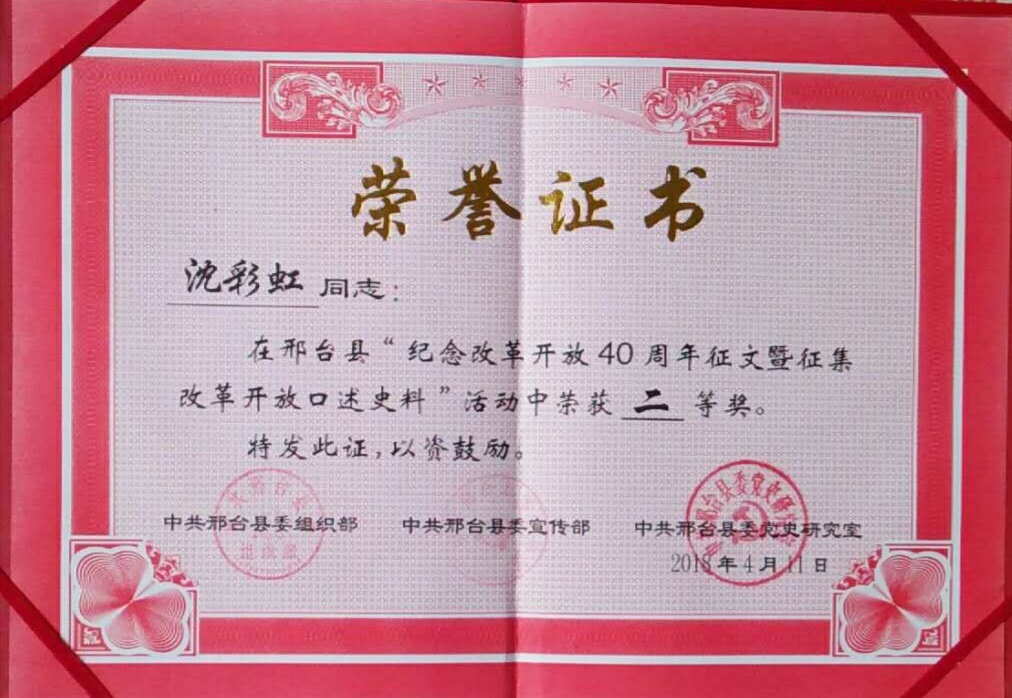 荣誉证书
沈彩虹 同志:
在邢台县“纪念改革开放40周年征文暨征集
改革开放口述史料”活动中荣获 二 等奖。
特发此证,以资鼓励。
中共邢台县委组织部 中共邢台县委宣传部 中共邢台县委党史研究室
2018年4月11日